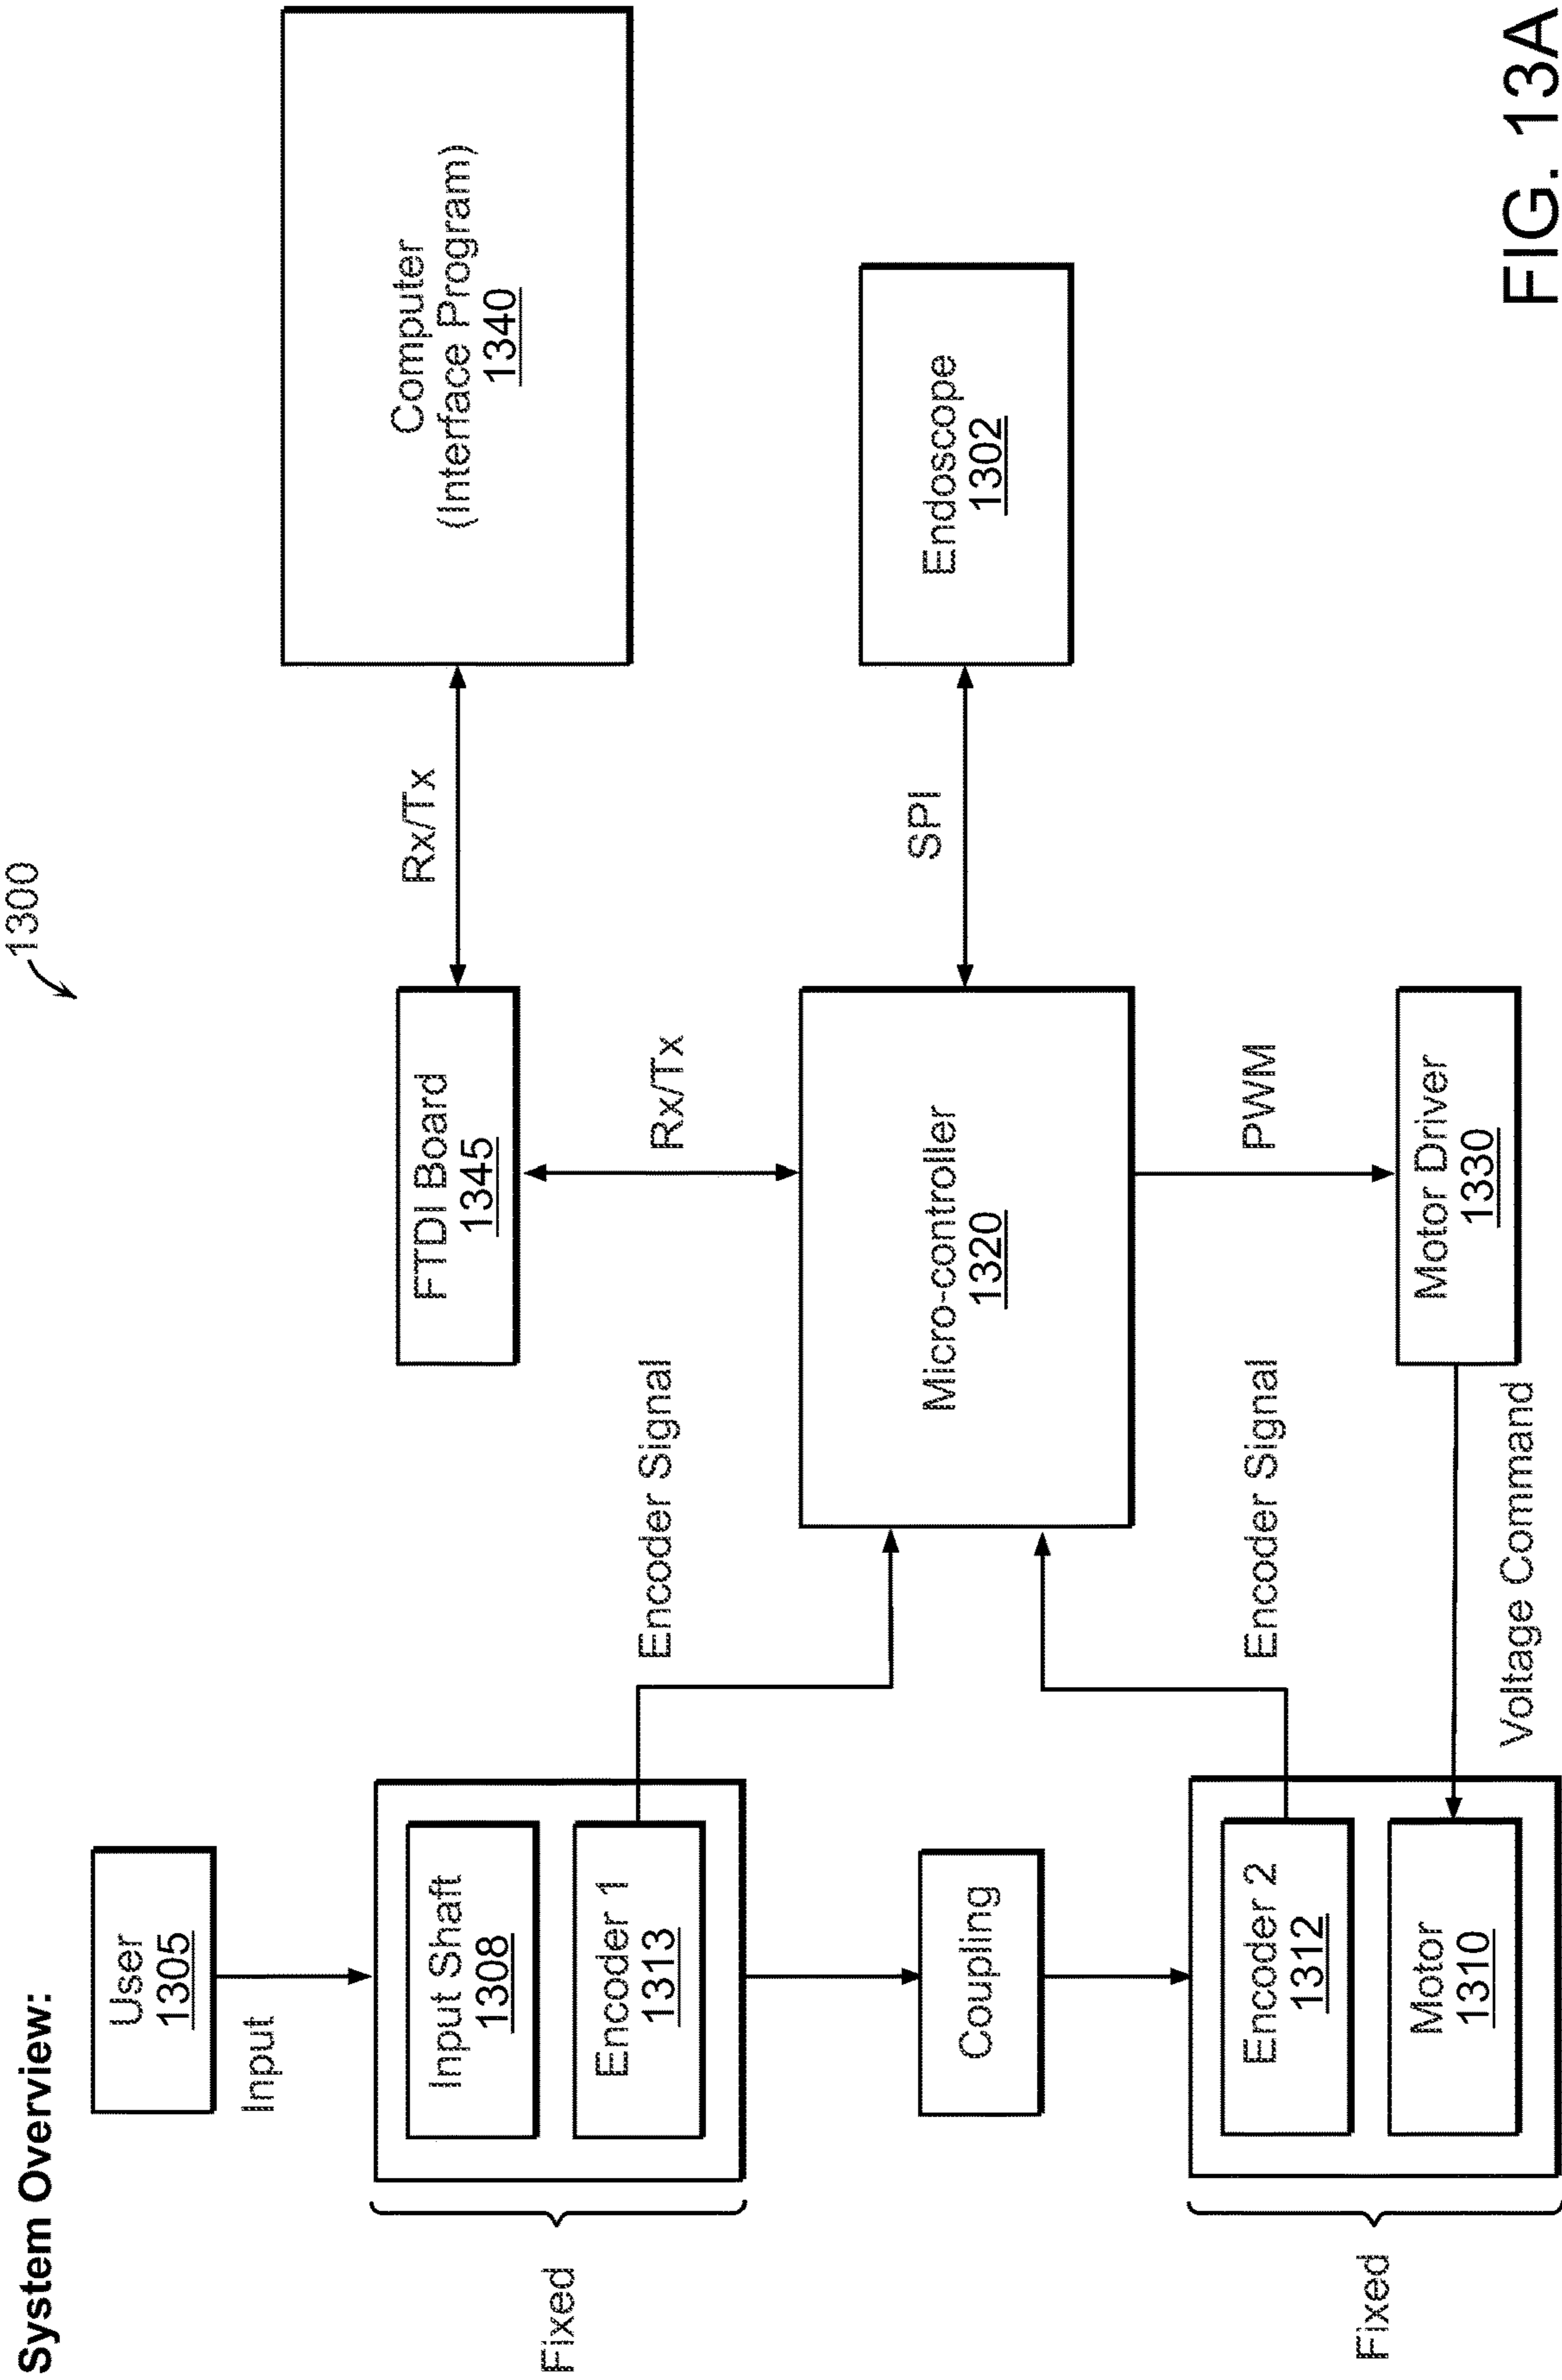 System Overview:
1300
User
1305
Input
Fixed
Input Shaft
1308
Encoder 1
1313
Encoder Signal
FTDI Board
1345
Rx/Tx
Computer
(Interface Program)
1340
Rx/Tx
Coupling
Micro-controller
1320
SPI
Endoscope
1302
Fixed
Encoder 2
1312
Motor
1310
Encoder Signal
PWM
Motor Driver
1330
Voltage Command
FIG. 13A